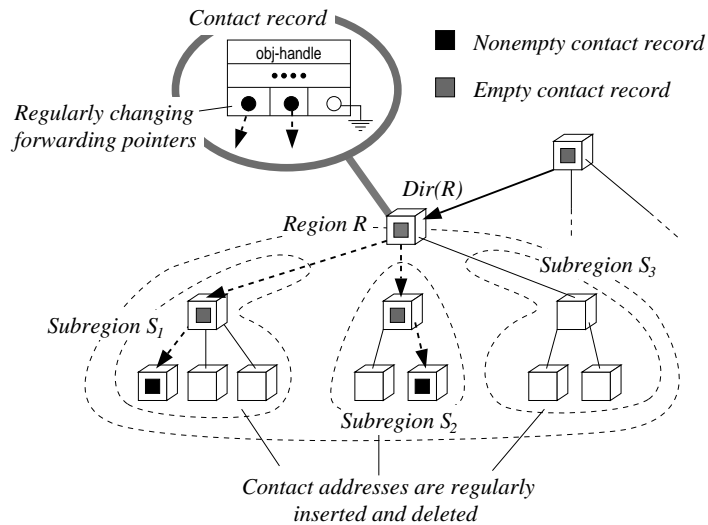 Contact record
obj-handle
Nonempty contact record
Empty contact record
Regularly changing
forwarding pointers
Dir(R)
Region R
Subregion S3
Subregion S1
Subregion S2
Contact addresses are regularly
inserted and deleted